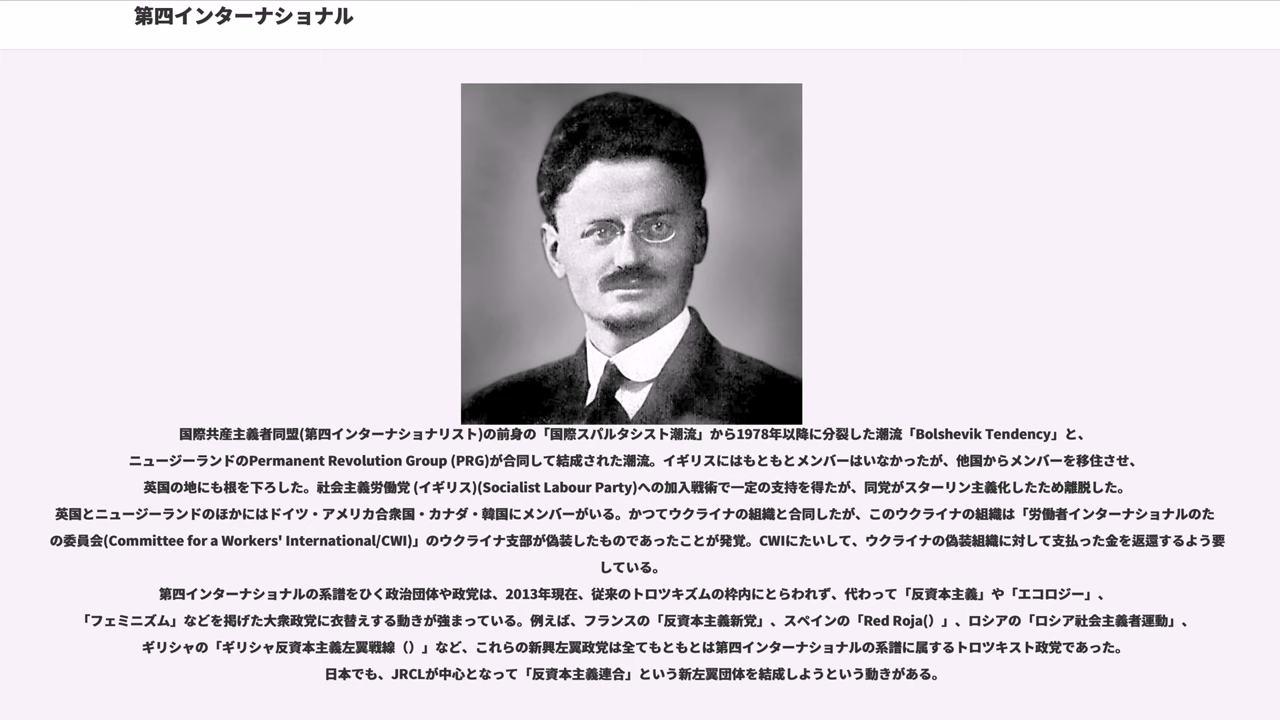 第四インターナショナル
国際共産主義者同盟(第四インターナショナリスト)の前身の「国際スパルタシスト潮流」から1978年以降に分裂した潮流「Bolshevik Tendency」と、
ニュージーランドのPermanent Revolution Group (PRG)が合同して結成された潮流。イギリスにはもともとメンバーはいなかったが、他国からメンバーを移住させ、
英国の地にも根を下ろした。社会主義労働党 (イギリス)(Socialist Labour Party)への加入戦術で一定の支持を得たが、同党がスターリン主義化したため離脱した。
英国とニュージーランドのほかにはドイツ・アメリカ合衆国・カナダ・韓国にメンバーがいる。かつてウクライナの組織と合同したが、このウクライナの組織は「労働者インターナショナルのた
の委員会(Committee for a Workers' International/CWI)」のウクライナ支部が偽装したものであったことが発覚。CWIにたいして、ウクライナの偽装組織に対して支払った金を返還するよう要
している。
第四インターナショナルの系譜をひく政治団体や政党は、2013年現在、従来のトロツキズムの枠内にとらわれず、代わって「反資本主義」や「エコロジー」、
「フェミニズム」などを掲げた大衆政党に衣替えする動きが強まっている。例えば、フランスの「反資本主義新党」、スペインの「Red Roja(）」、ロシアの「ロシア社会主義者運動」、
ギリシャの「ギリシャ反資本主義左翼戦線（）」など、これらの新興左翼政党は全てもともとは第四インターナショナルの系譜に属するトロツキスト政党であった。
日本でも、JRCLが中心となって「反資本主義連合」という新左翼団体を結成しようという動きがある。